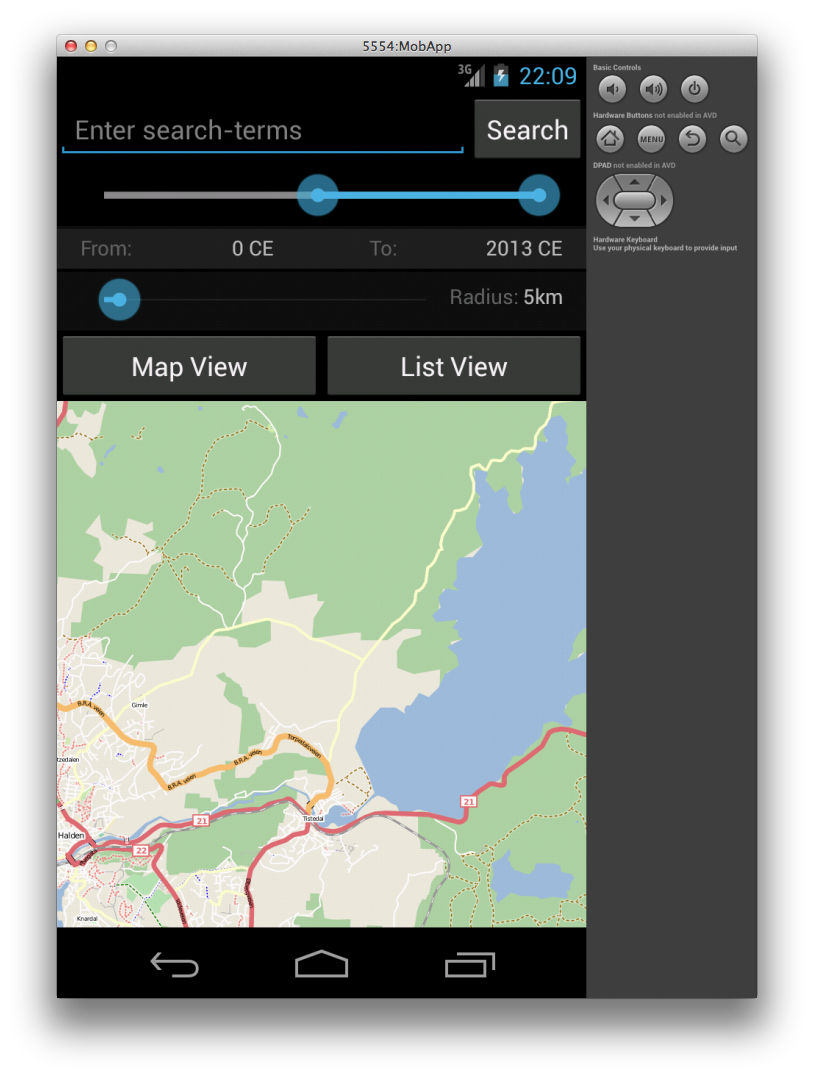 5554:MobApp
3G 22:09
Enter search-terms Search
From: 0 CE To: 2013 CE
Radius: 5km
Map View List View
Basic Controls
Hardware Buttons not enabled in AVD
MENU
DPAD not enabled in AVD
Hardware Keyboard
Use your physical keyboard to provide input
Gimle
B.R.A. veien
Torpedalsveien
B.R.A. veien
B.R.A. veien
tzedalen
21
21
Tistedal
Halden
22
Knardal